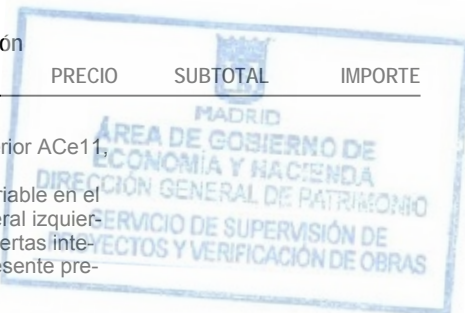 ón
PRECIO SUBTOTAL IMPORTE
MADRID
rior ACe11,
ÁREA DE GOBIERNO DE
ECONOMÍA Y HACIENDA
riable en el
DIRECCIÓN GENERAL DE PATRIMONIO
eral izquier-
SERVICIO DE SUPERVISIÓN DE
ertas inte-
PROYECTOS Y VERIFICACIÓN DE OBRAS
esente pre-